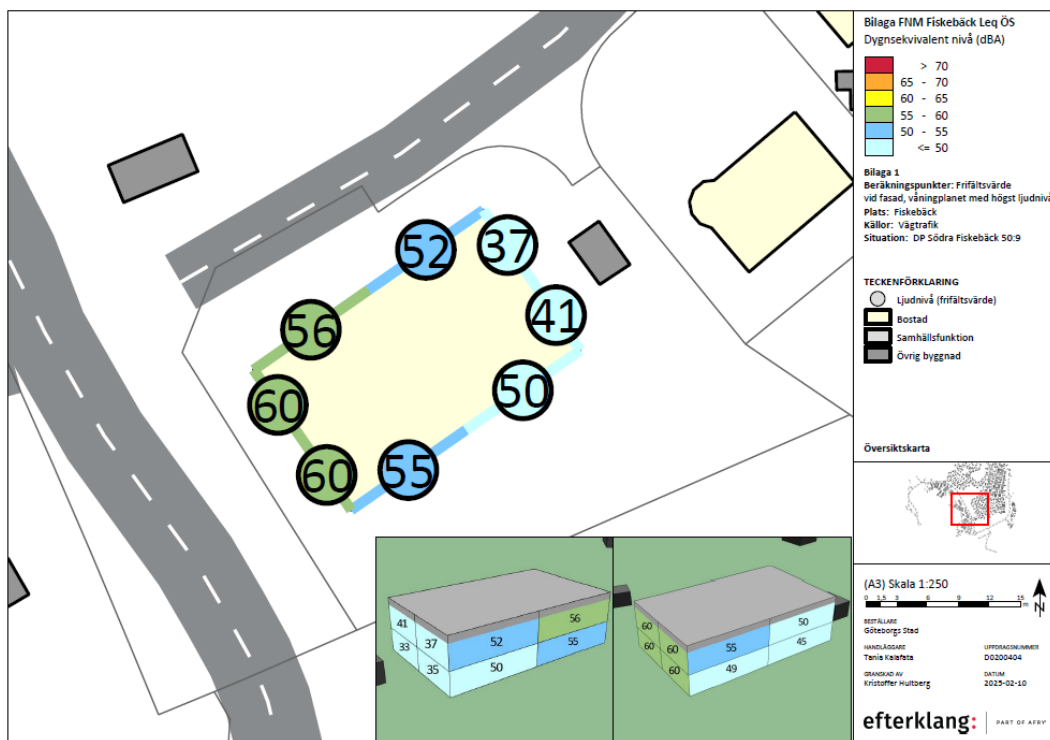 Bilaga FNM Fiskebäck Leq ÖS
Dygnsekvivalent nivå (dBA)
> 70
65 - 70
60 - 65
55 - 60
50 - 55
<= 50
Bilaga 1
Beräkningspunkter: Frifältsvärde
vid fasad, våningplanet med högst ljudnivå
Plats: Fiskebäck
Källor: Vägtrafik
Situation: DP Södra Fiskebäck 50:9
TECKENFÖRKLARING
Ljudnivå (frifältsvärde)
Bostad
Samhällsfunktion
Övrig byggnad
Översiktskarta
52
37
56
41
60
50
60
55
41
37
52
56
33
35
50
55
60
60
55
50
60
60
49
45
(A3) Skala 1:250
0 1,5 3 6 9 12 15
m
N
BESTÄLLARE
Göteborgs Stad
HANDLÄGGARE UPPDRAGSNUMMER
Tania Kalafata D0200404
GRANSKAD AV DATUM
Kristoffer Hultberg 2025-02-10
efterklang: PART OF AFRY